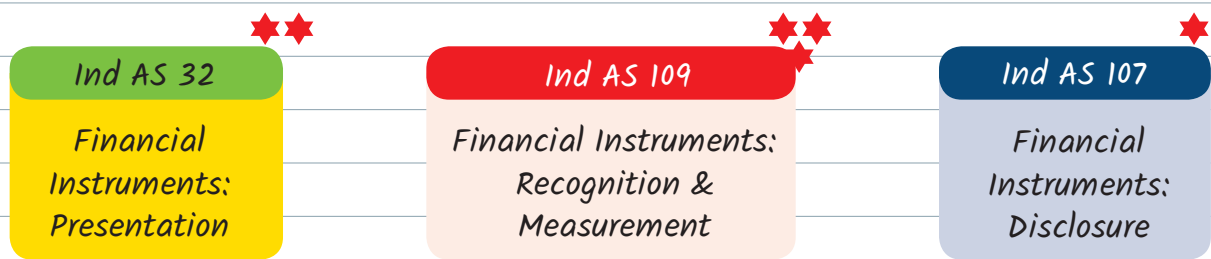 Ind AS 32
Financial
Instruments:
Presentation
Ind AS 109
Financial Instruments:
Recognition &
Measurement
Ind AS 107
Financial
Instruments:
Disclosure